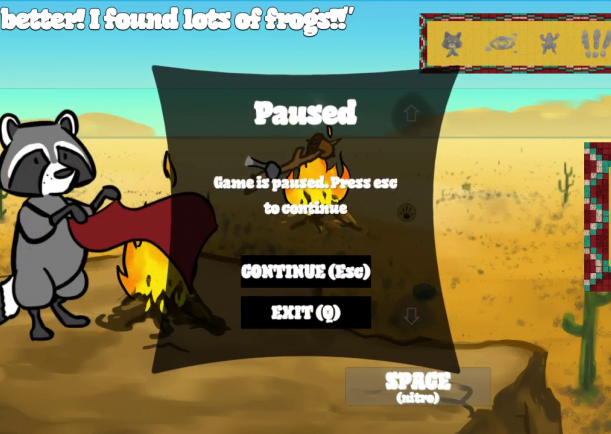 better! I found lots of frogs!!"
Paused
Game is paused. Press esc
to continue
CONTINUE (Esc)
EXIT (Q)
SPACE
(nitro)